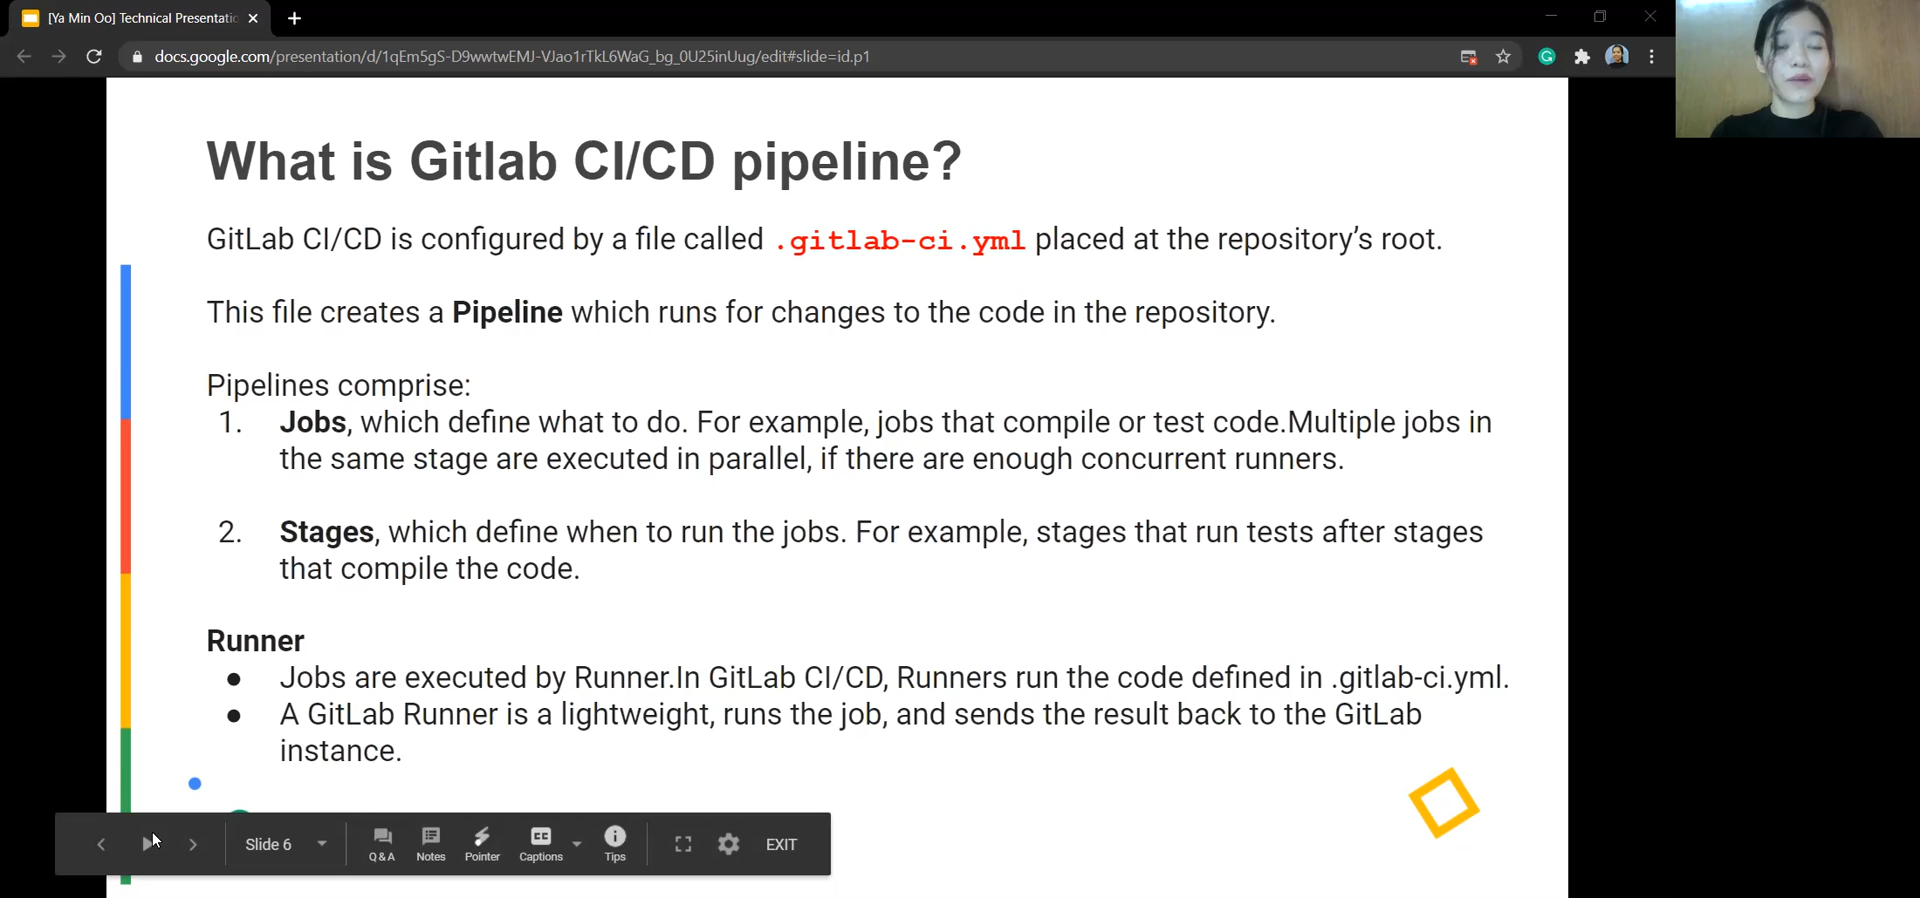 [Ya Min Oo] Technical Presentatio
docs.google.com/presentation/d/1qEm5gS-D9wwtwEMJ-VJao1rTkL6WaG_bg_0U25inUug/edit#slide=id.p1
What is Gitlab CI/CD pipeline?
GitLab CI/CD is configured by a file called .gitlab-ci.yml placed at the repository’s root.
This file creates a Pipeline which runs for changes to the code in the repository.
Pipelines comprise:
1. Jobs, which define what to do. For example, jobs that compile or test code.Multiple jobs in
the same stage are executed in parallel, if there are enough concurrent runners.
2. Stages, which define when to run the jobs. For example, stages that run tests after stages
that compile the code.
Runner
● Jobs are executed by Runner.In GitLab CI/CD, Runners run the code defined in .gitlab-ci.yml.
● A GitLab Runner is a lightweight, runs the job, and sends the result back to the GitLab
instance.
Slide 6 Q&A Notes Pointer Captions Tips EXIT